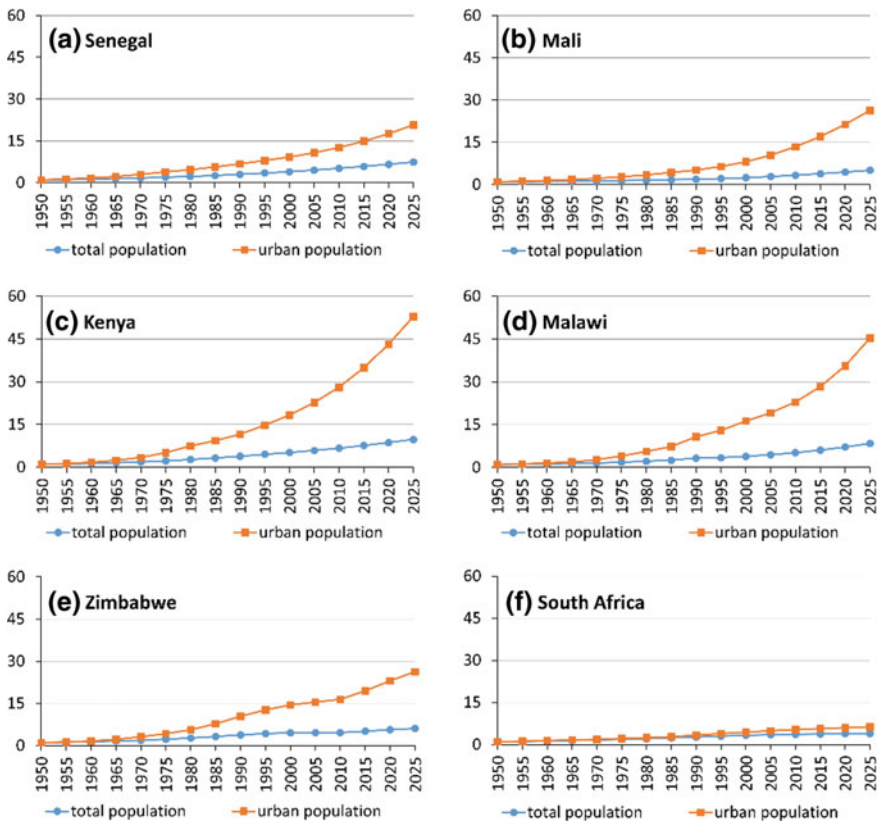 (a) Senegal
60
45
30
15
0
1950 1955 1960 1965 1970 1975 1980 1985 1990 1995 2000 2005 2010 2015 2020 2025
total population urban population
(b) Mali
60
45
30
15
0
1950 1955 1960 1965 1970 1975 1980 1985 1990 1995 2000 2005 2010 2015 2020 2025
total population urban population
(c) Kenya
60
45
30
15
0
1950 1955 1960 1965 1970 1975 1980 1985 1990 1995 2000 2005 2010 2015 2020 2025
total population urban population
(d) Malawi
60
45
30
15
0
1950 1955 1960 1965 1970 1975 1980 1985 1990 1995 2000 2005 2010 2015 2020 2025
total population urban population
(e) Zimbabwe
60
45
30
15
0
1950 1955 1960 1965 1970 1975 1980 1985 1990 1995 2000 2005 2010 2015 2020 2025
total population urban population
(f) South Africa
60
45
30
15
0
1950 1955 1960 1965 1970 1975 1980 1985 1990 1995 2000 2005 2010 2015 2020 2025
total population urban population